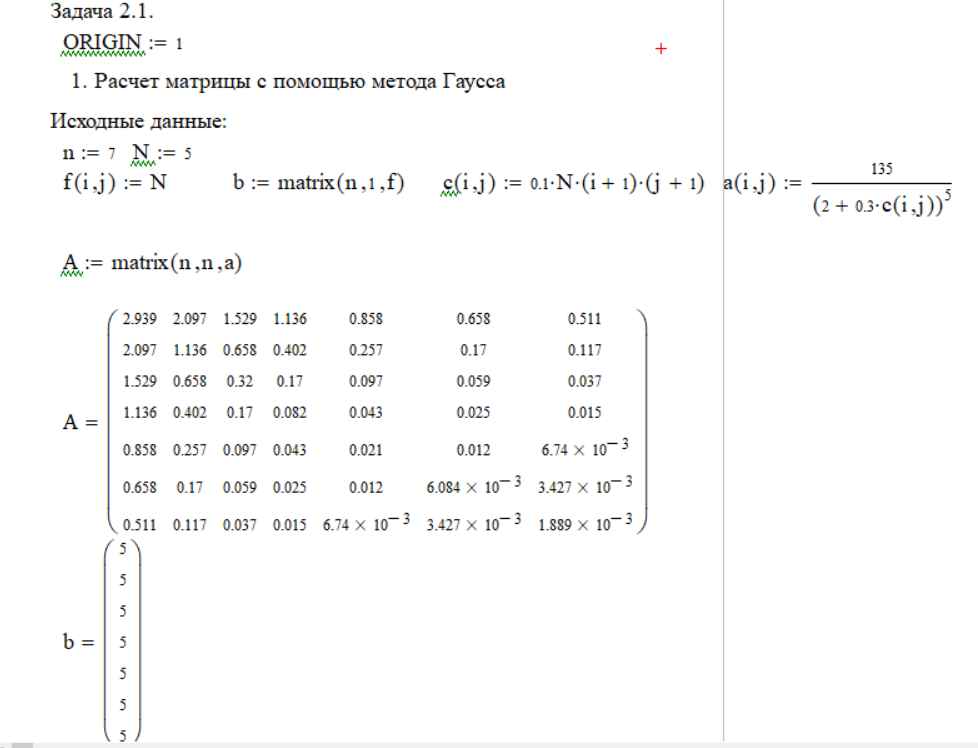 Задача 2.1.
ORIGIN := 1
1. Расчет матрицы с помощью метода Гаусса
Исходные данные:
n := 7 N := 5
f(i,j) := N b := matrix(n,1,f) c(i,j) := 0.1·N·(i + 1)·(j + 1) a(i,j) := 135 / (2 + 0.3·c(i,j))^5
A := matrix(n,n,a)
A =
2.939 2.097 1.529 1.136 0.858 0.658 0.511
2.097 1.136 0.658 0.402 0.257 0.17 0.117
1.529 0.658 0.32 0.17 0.097 0.059 0.037
1.136 0.402 0.17 0.082 0.043 0.025 0.015
0.858 0.257 0.097 0.043 0.021 0.012 6.74 × 10^−3
0.658 0.17 0.059 0.025 0.012 6.084 × 10^−3 3.427 × 10^−3
0.511 0.117 0.037 0.015 6.74 × 10^−3 3.427 × 10^−3 1.889 × 10^−3
b =
5
5
5
5
5
5
5